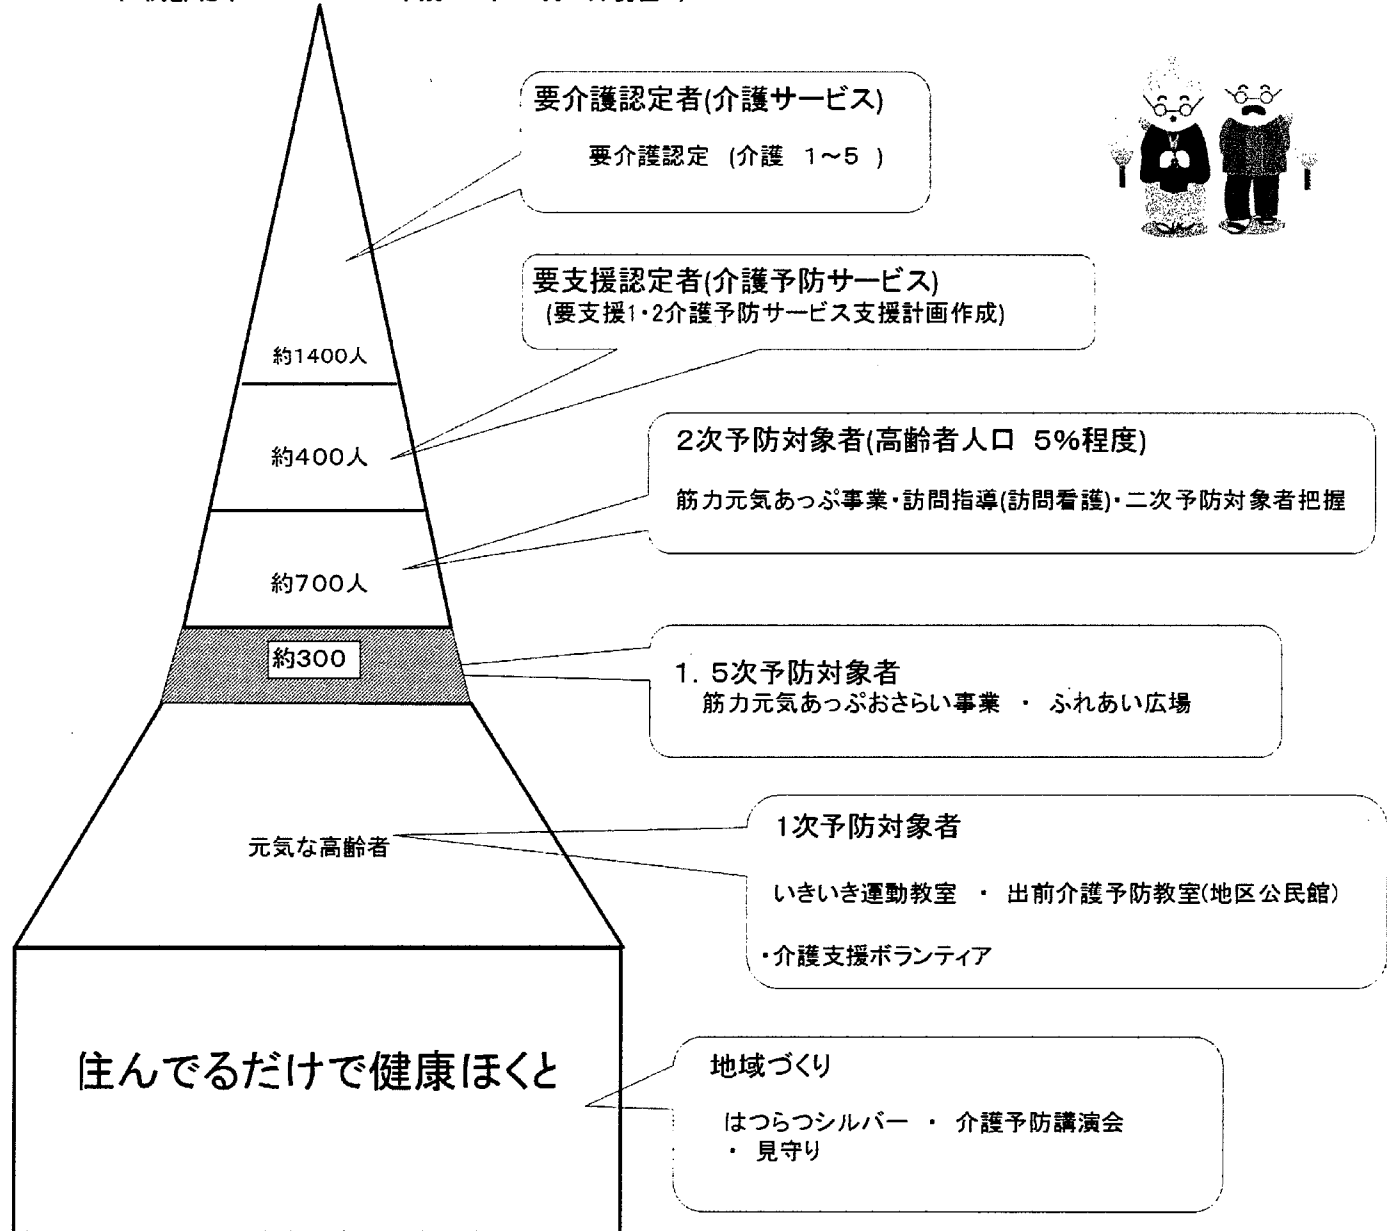 要介護認定者(介護サービス)
要介護認定 (介護 1～5 )
要支援認定者(介護予防サービス)
(要支援1・2介護予防サービス支援計画作成)
約1400人
約400人
2次予防対象者(高齢者人口 5%程度)
筋力元気あっぷ事業・訪問指導(訪問看護)・二次予防対象者把握
約700人
約300
1．5次予防対象者
筋力元気あっぷおさらい事業 ・ ふれあい広場
元気な高齢者
1次予防対象者
いきいき運動教室 ・ 出前介護予防教室(地区公民館)
・介護支援ボランティア
住んでるだけで健康ほくと
地域づくり
はつらつシルバー ・ 介護予防講演会
・ 見守り